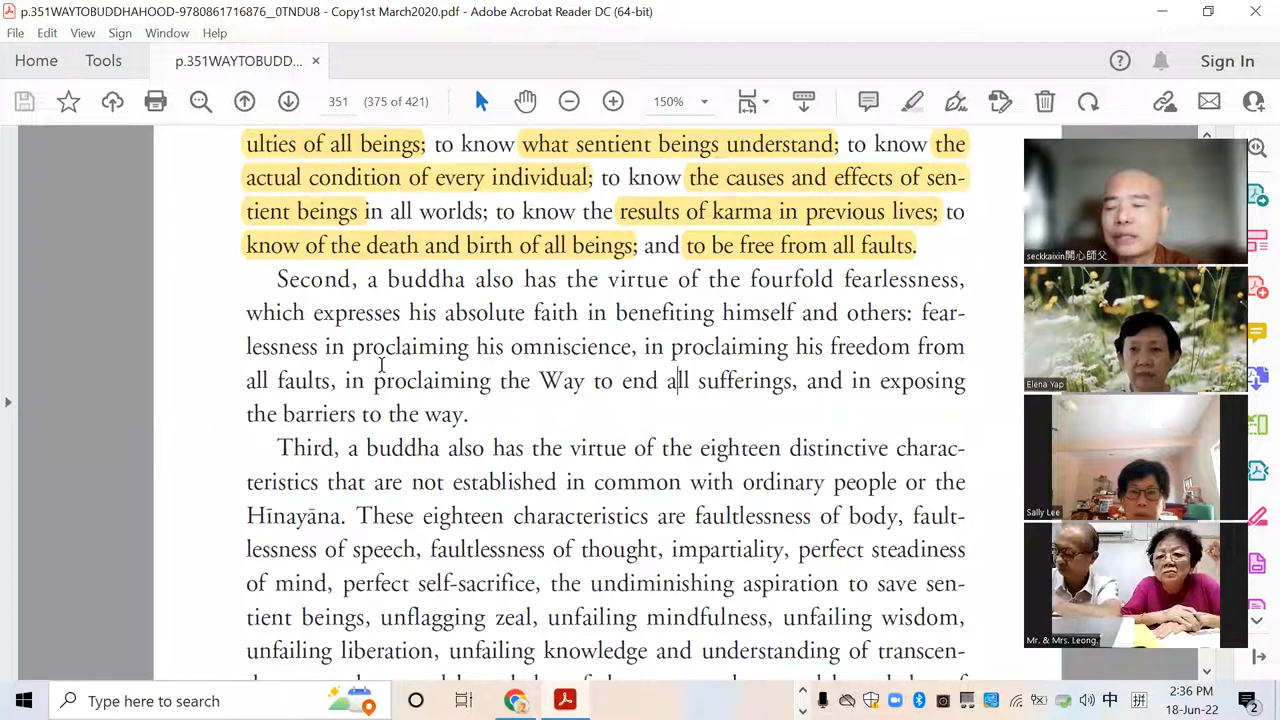 p.351WAYTOBUDDHAHOOD-9780861716876__0TNDU8 - Copy1st March2020.pdf - Adobe Acrobat Reader DC (64-bit)
File Edit View Sign Window Help
Home Tools p.351WAYTOBUDD... × Sign In
351 (375 of 421) 150%
ulties of all beings; to know what sentient beings understand; to know the
actual condition of every individual; to know the causes and effects of sen-
tient beings in all worlds; to know the results of karma in previous lives; to
know of the death and birth of all beings; and to be free from all faults.
Second, a buddha also has the virtue of the fourfold fearlessness,
which expresses his absolute faith in benefiting himself and others: fear-
lessness in proclaiming his omniscience, in proclaiming his freedom from
all faults, in proclaiming the Way to end all sufferings, and in exposing
the barriers to the way.
Third, a buddha also has the virtue of the eighteen distinctive charac-
teristics that are not established in common with ordinary people or the
Hīnayāna. These eighteen characteristics are faultlessness of body, fault-
lessness of speech, faultlessness of thought, impartiality, perfect steadiness
of mind, perfect self-sacrifice, the undiminishing aspiration to save sen-
tient beings, unflagging zeal, unfailing mindfulness, unfailing wisdom,
unfailing liberation, unfailing knowledge and understanding of transcen-
seckkaixin開心師父
Elena Yap
Sally Lee
Mr. & Mrs. Leong,
Type here to search
中 拼
2:36 PM
18-Jun-22
2